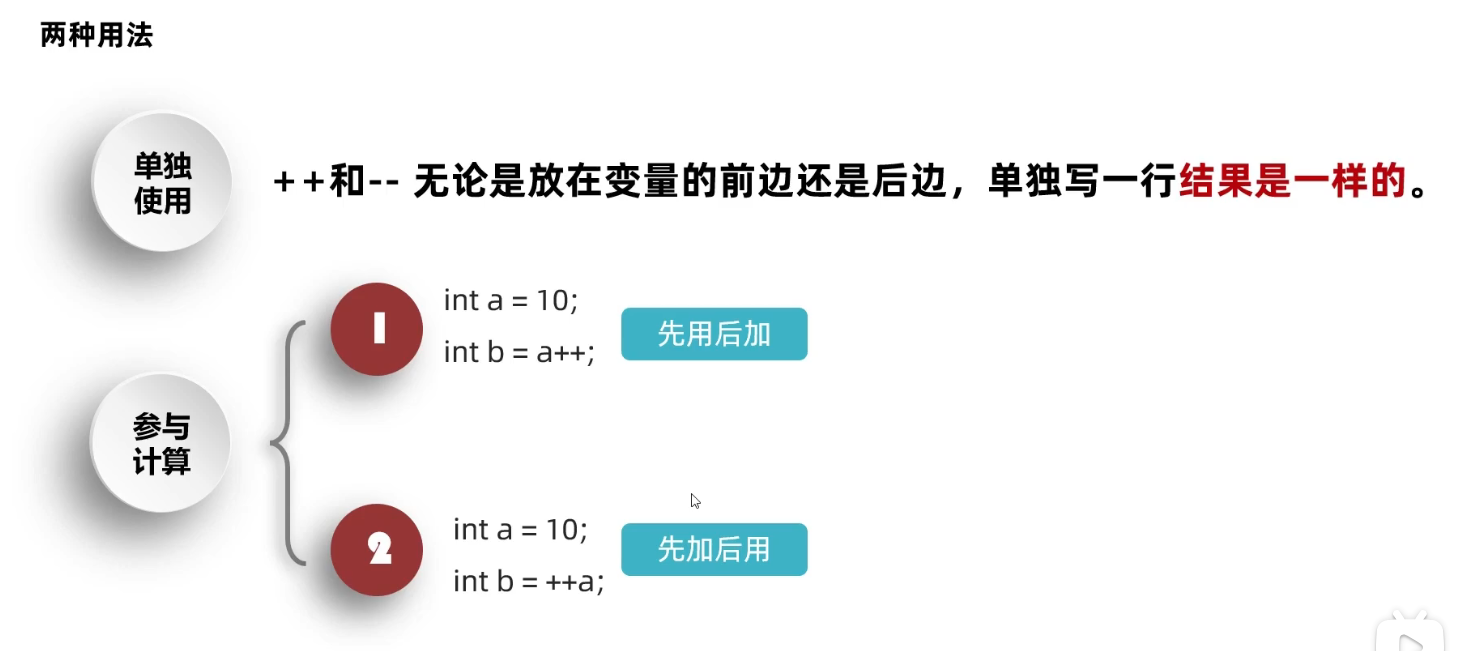 两种用法
单独
使用
++和-- 无论是放在变量的前边还是后边，单独写一行结果是一样的。
1
int a = 10;
int b = a++;
先用后加
参与
计算
2
int a = 10;
int b = ++a;
先加后用